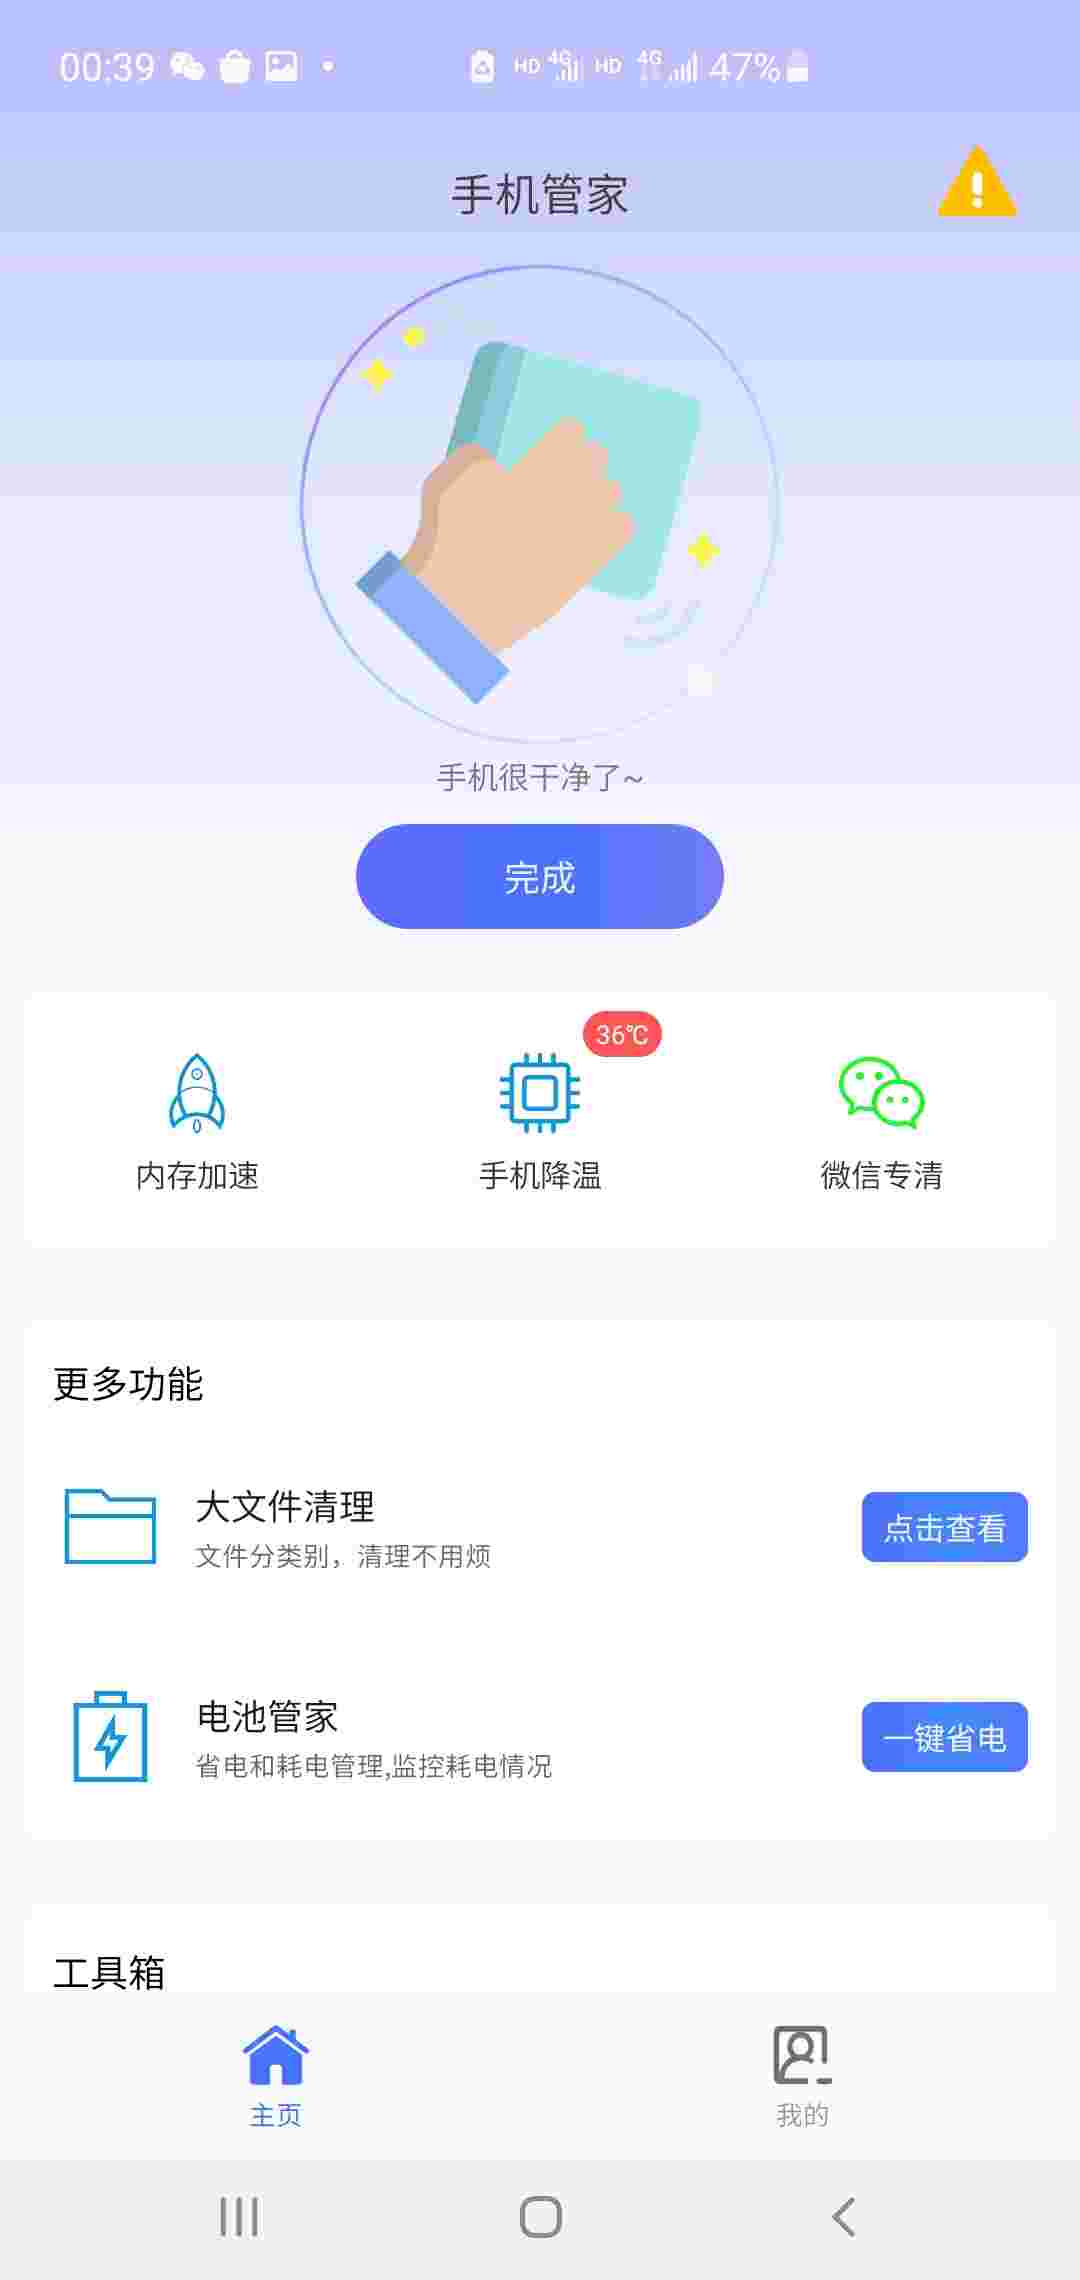 00:39
HD 4G HD 4G 47%
手机管家
手机很干净了~
完成
36℃
内存加速 手机降温 微信专清
更多功能
大文件清理
文件分类别，清理不用烦
点击查看
电池管家
省电和耗电管理,监控耗电情况
一键省电
工具箱
主页 我的